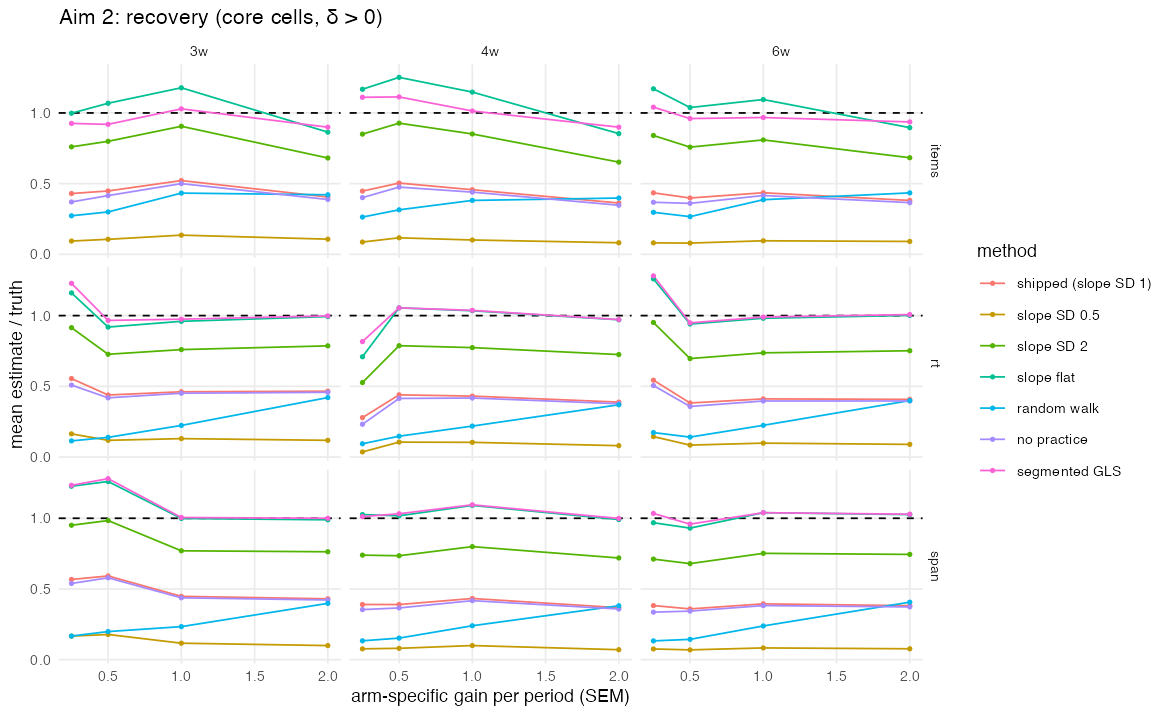 Aim 2: recovery (core cells, δ > 0)
3w
4w
6w
1.0
0.5
0.0
items
1.0
0.5
0.0
rt
1.0
0.5
0.0
span
mean estimate / truth
0.5
1.0
1.5
2.0
0.5
1.0
1.5
2.0
0.5
1.0
1.5
2.0
arm-specific gain per period (SEM)
method
shipped (slope SD 1)
slope SD 0.5
slope SD 2
slope flat
random walk
no practice
segmented GLS